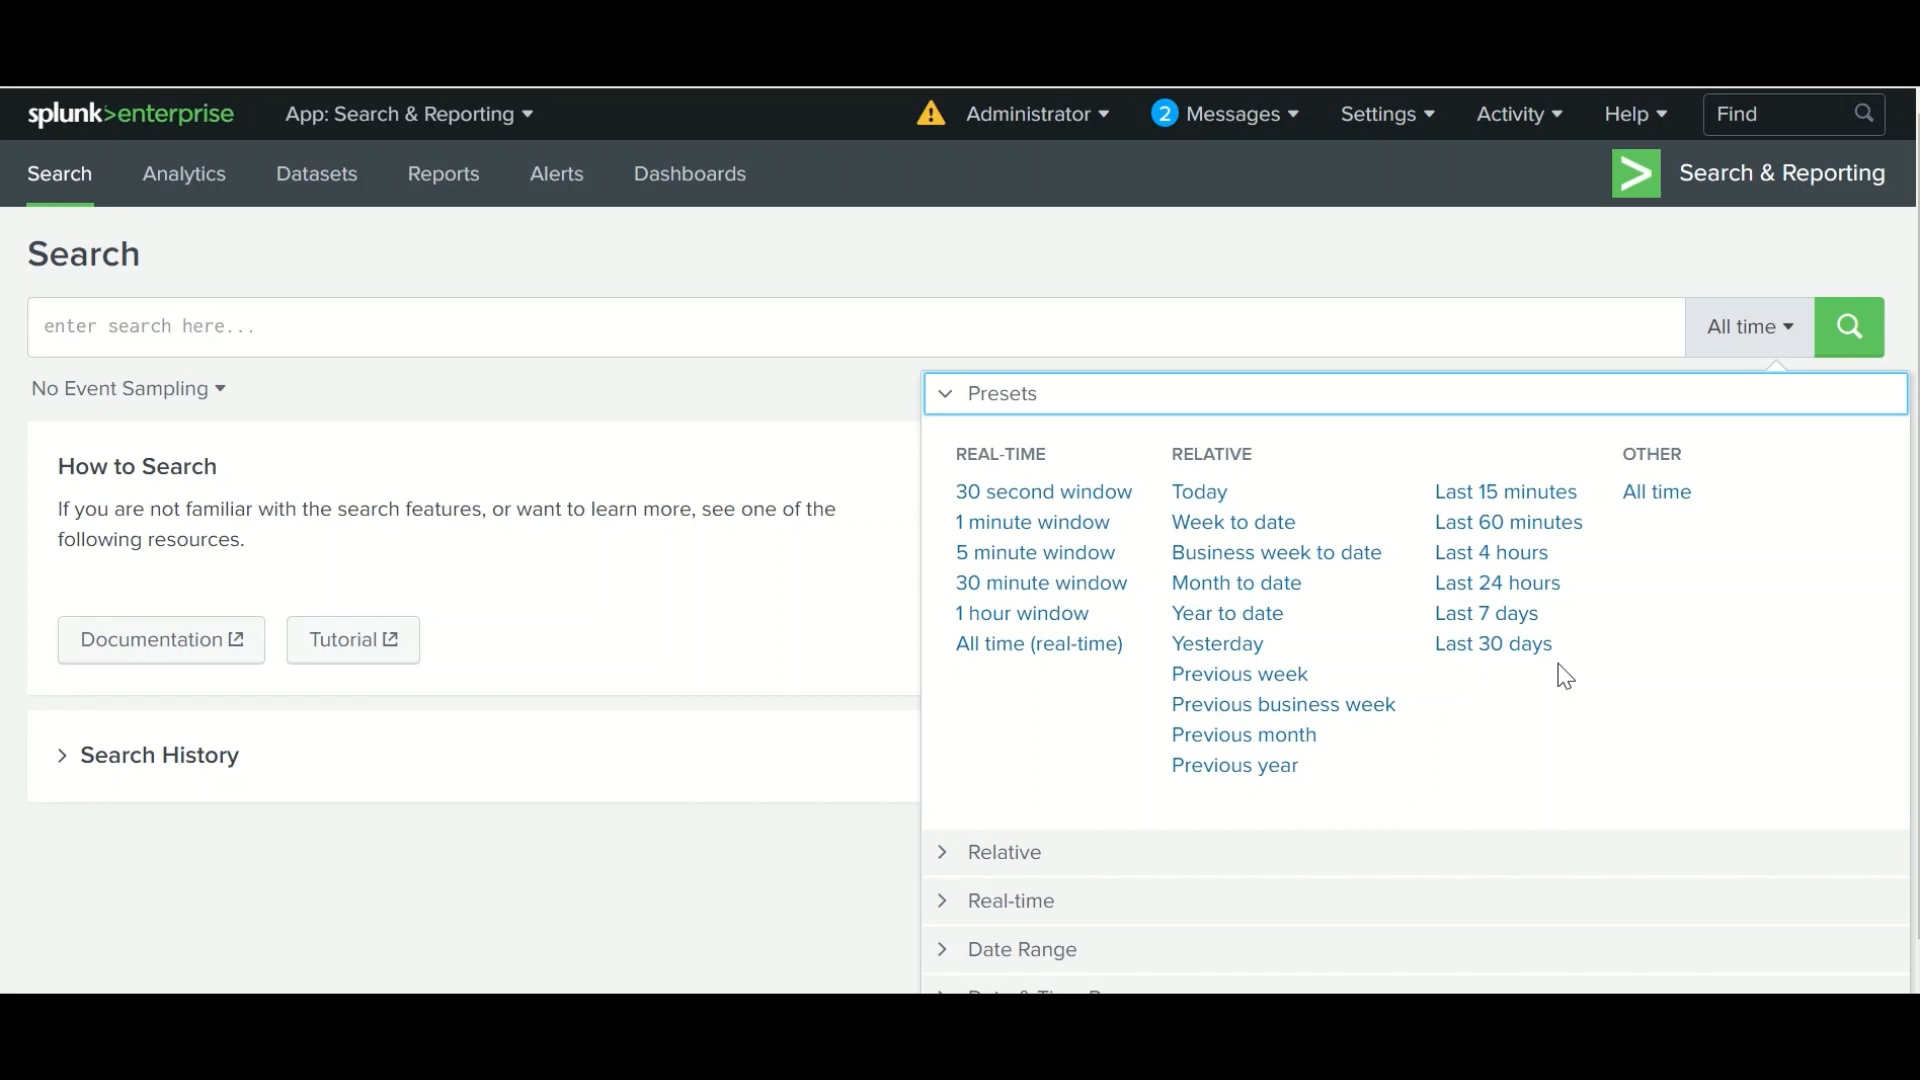 splunk>enterprise App: Search & Reporting Administrator 2 Messages Settings Activity Help Find
Search Analytics Datasets Reports Alerts Dashboards Search & Reporting
Search
enter search here... All time
No Event Sampling
How to Search
If you are not familiar with the search features, or want to learn more, see one of the
following resources.
Documentation Tutorial
Search History
Presets
REAL-TIME
30 second window
1 minute window
5 minute window
30 minute window
1 hour window
All time (real-time)
RELATIVE
Today
Week to date
Business week to date
Month to date
Year to date
Yesterday
Previous week
Previous business week
Previous month
Previous year
Last 15 minutes
Last 60 minutes
Last 4 hours
Last 24 hours
Last 7 days
Last 30 days
OTHER
All time
Relative
Real-time
Date Range